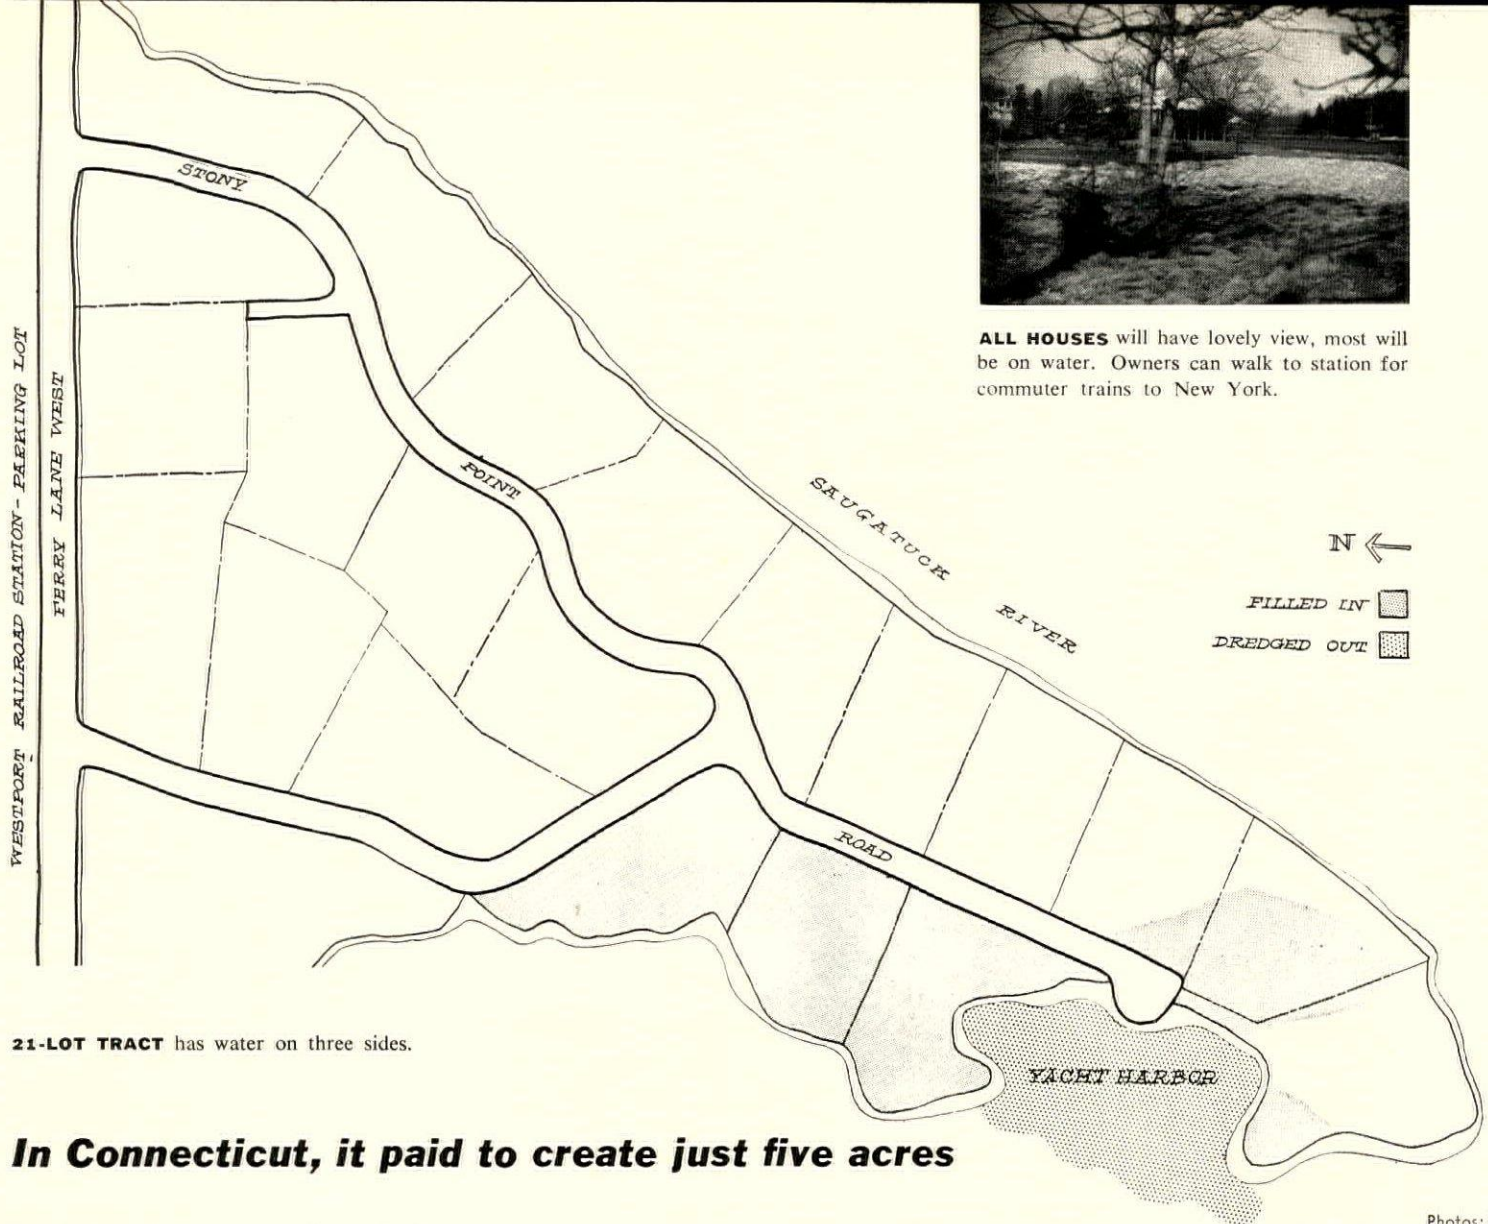 STONY
POINT
ROAD
WESTPORT RAILROAD STATION - PARKING LOT
FERRY LANE WEST
ALL HOUSES will have lovely view, most will
be on water. Owners can walk to station for
commuter trains to New York.
SAUGATUCK RIVER
N
FILLED IN
DREDGED OUT
YACHT HARBOR
21-LOT TRACT has water on three sides.
In Connecticut, it paid to create just five acres
Photos: